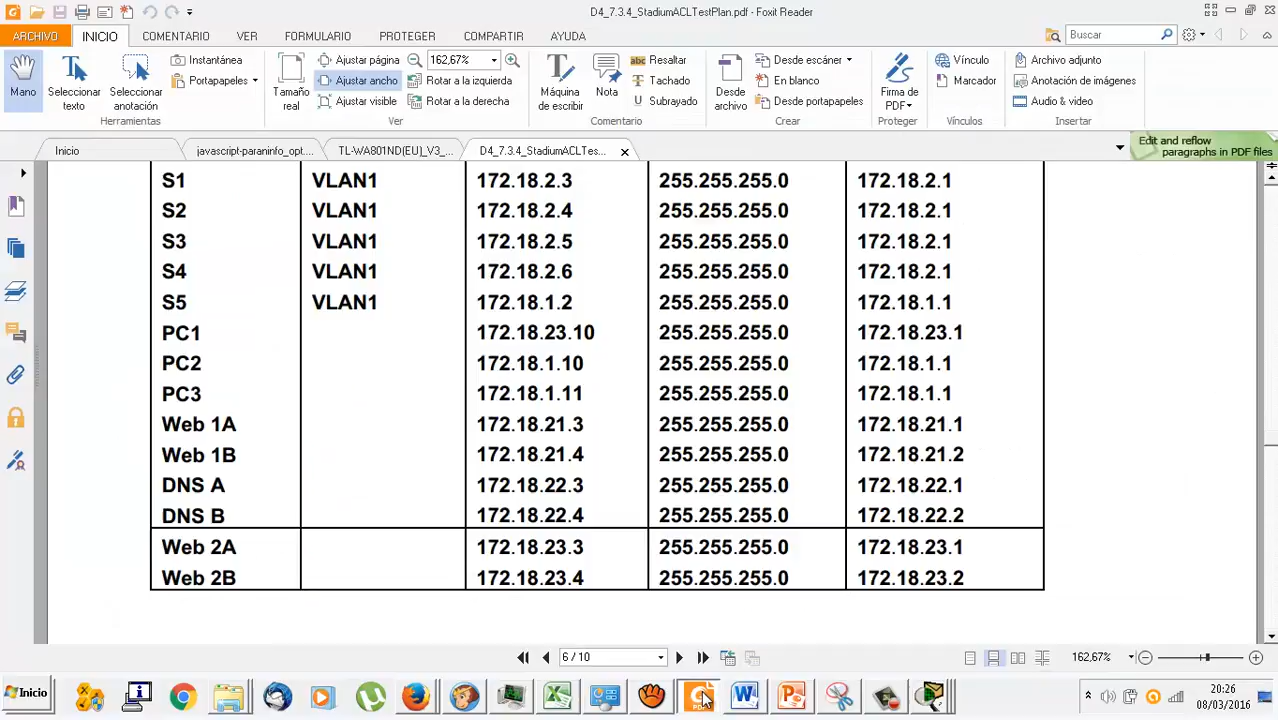 D4_7.3.4_StadiumACLTestPlan.pdf - Foxit Reader
ARCHIVO INICIO COMENTARIO VER FORMULARIO PROTEGER COMPARTIR AYUDA Buscar
Mano
Seleccionar texto
Seleccionar anotación
Instantánea
Portapapeles
Herramientas
Tamaño real
Ajustar página
Ajustar ancho
Ajustar visible
162,67%
Rotar a la izquierda
Rotar a la derecha
Ver
Máquina de escribir
Nota
abc Resaltar
Tachado
Subrayado
Comentario
Desde archivo
Desde escáner
En blanco
Desde portapapeles
Crear
Firma de PDF
Proteger
Vínculo
Marcador
Vínculos
Archivo adjunto
Anotación de imágenes
Audio & video
Insertar
Inicio javascript-paraninfo_opt... TL-WA801ND(EU)_V3_... D4_7.3.4_StadiumACLTes...
Edit and reflow
paragraphs in PDF files
S1 VLAN1 172.18.2.3 255.255.255.0 172.18.2.1
S2 VLAN1 172.18.2.4 255.255.255.0 172.18.2.1
S3 VLAN1 172.18.2.5 255.255.255.0 172.18.2.1
S4 VLAN1 172.18.2.6 255.255.255.0 172.18.2.1
S5 VLAN1 172.18.1.2 255.255.255.0 172.18.1.1
PC1 172.18.23.10 255.255.255.0 172.18.23.1
PC2 172.18.1.10 255.255.255.0 172.18.1.1
PC3 172.18.1.11 255.255.255.0 172.18.1.1
Web 1A 172.18.21.3 255.255.255.0 172.18.21.1
Web 1B 172.18.21.4 255.255.255.0 172.18.21.2
DNS A 172.18.22.3 255.255.255.0 172.18.22.1
DNS B 172.18.22.4 255.255.255.0 172.18.22.2
Web 2A 172.18.23.3 255.255.255.0 172.18.23.1
Web 2B 172.18.23.4 255.255.255.0 172.18.23.2
6 / 10 162,67%
Inicio
20:26
08/03/2016